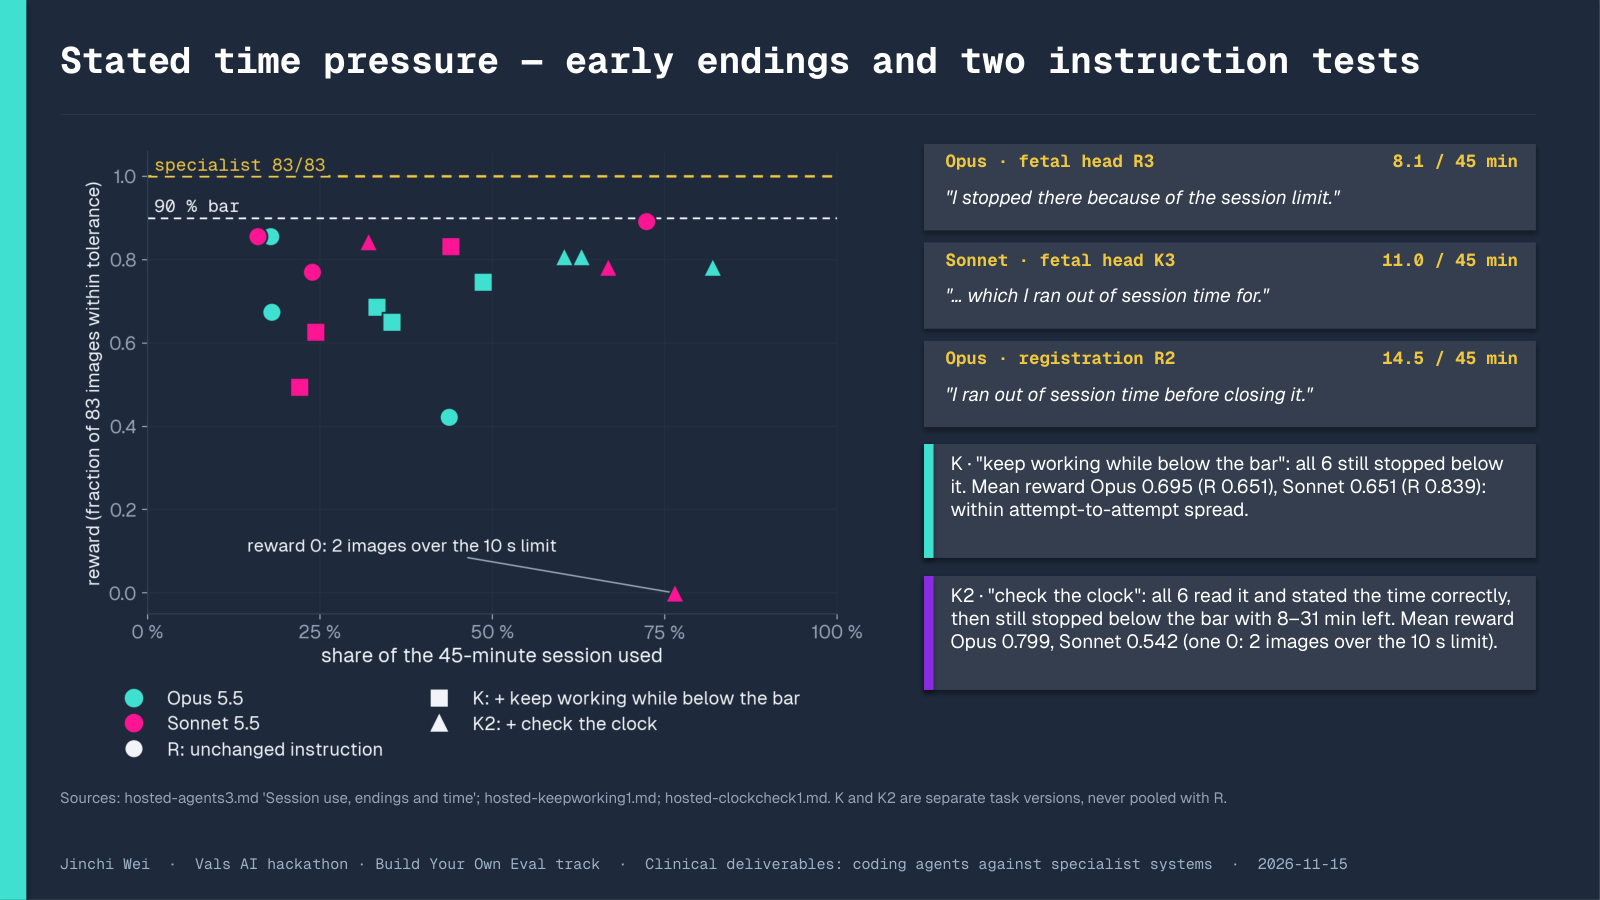 Stated time pressure — early endings and two instruction tests
specialist 83/83
90 % bar
reward (fraction of 83 images within tolerance)
1.0
0.8
0.6
0.4
0.2
0.0
reward 0: 2 images over the 10 s limit
0 %
25 %
50 %
75 %
100 %
share of the 45-minute session used
Opus 5.5
Sonnet 5.5
R: unchanged instruction
K: + keep working while below the bar
K2: + check the clock
Opus · fetal head R3
8.1 / 45 min
"I stopped there because of the session limit."
Sonnet · fetal head K3
11.0 / 45 min
"... which I ran out of session time for."
Opus · registration R2
14.5 / 45 min
"I ran out of session time before closing it."
K · "keep working while below the bar": all 6 still stopped below
it. Mean reward Opus 0.695 (R 0.651), Sonnet 0.651 (R 0.839):
within attempt-to-attempt spread.
K2 · "check the clock": all 6 read it and stated the time correctly,
then still stopped below the bar with 8–31 min left. Mean reward
Opus 0.799, Sonnet 0.542 (one 0: 2 images over the 10 s limit).
Sources: hosted-agents3.md 'Session use, endings and time'; hosted-keepworking1.md; hosted-clockcheck1.md. K and K2 are separate task versions, never pooled with R.
Jinchi Wei · Vals AI hackathon · Build Your Own Eval track · Clinical deliverables: coding agents against specialist systems · 2026-11-15